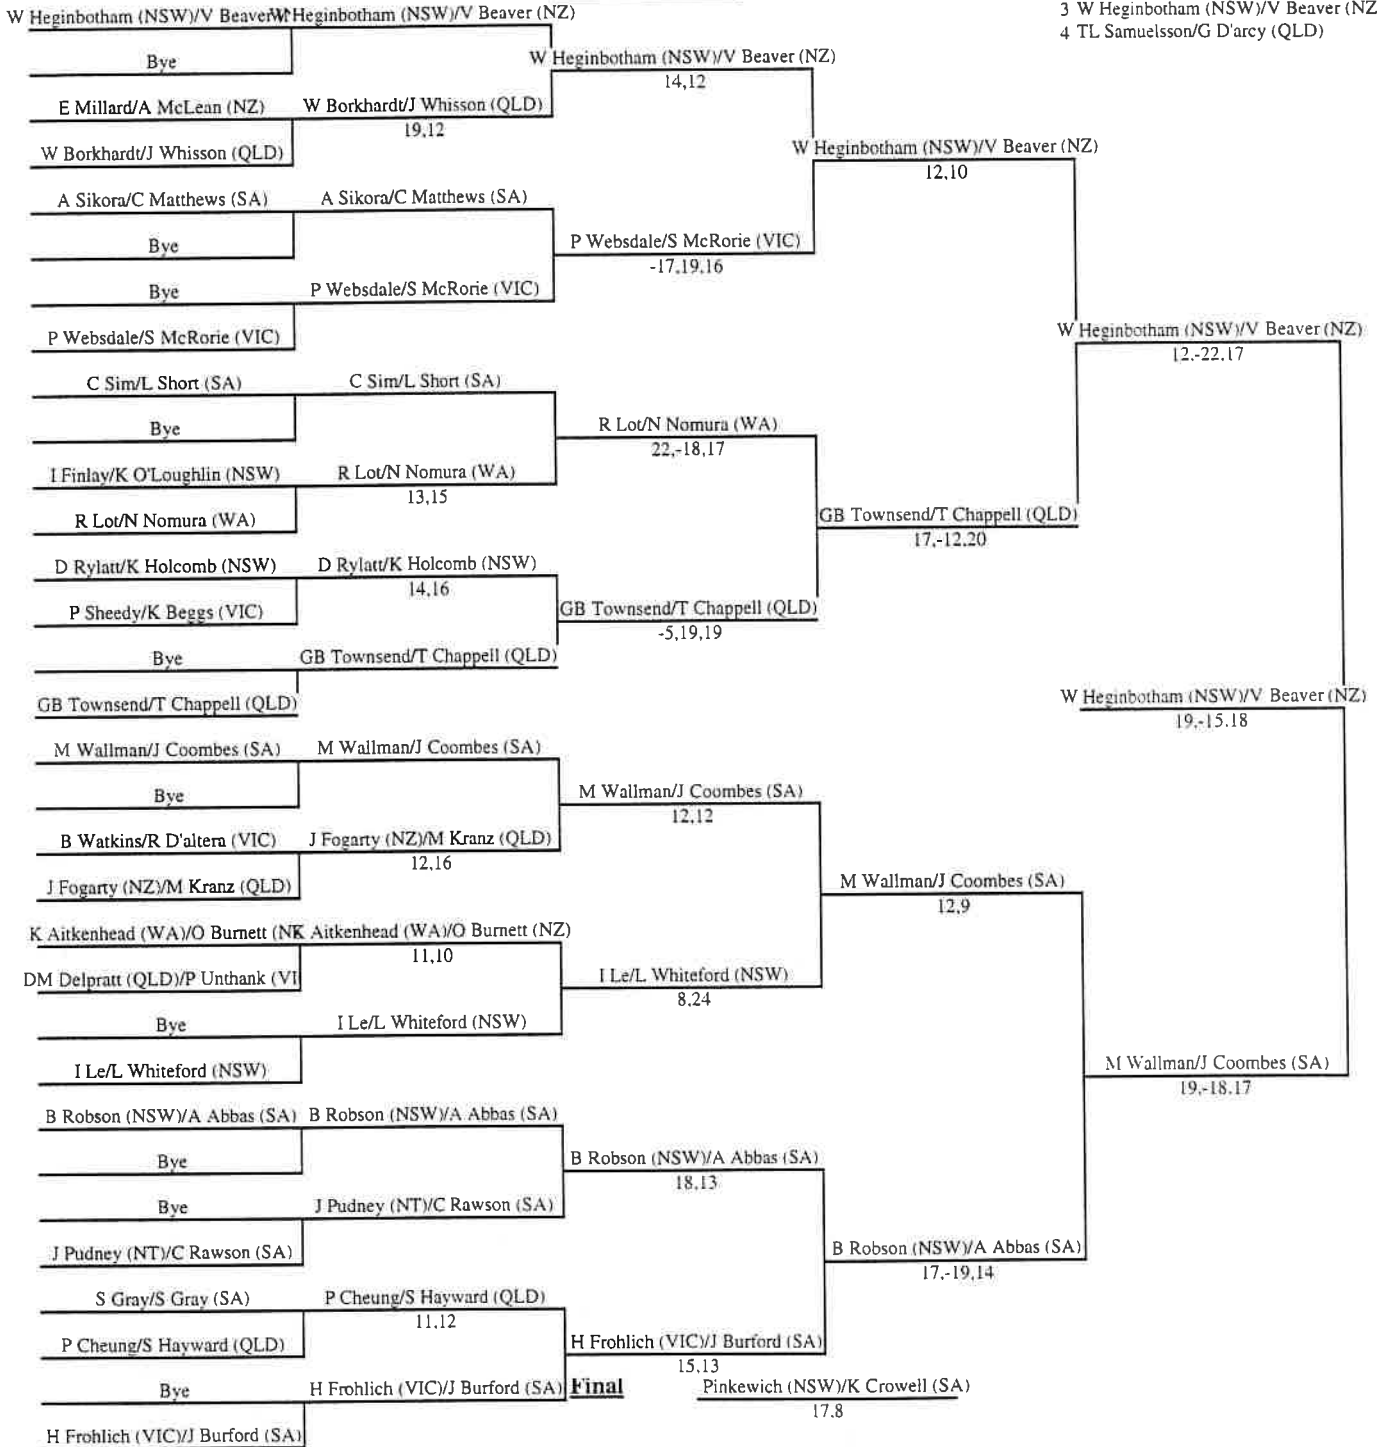 3 W Heginbotham (NSW)/V Beaver (NZ
4 TL Samuelsson/G D'arcy (QLD)
W Heginbotham (NSW)/V Beaver
W Heginbotham (NSW)/V Beaver (NZ)
Bye
W Heginbotham (NSW)/V Beaver (NZ)
14,12
E Millard/A McLean (NZ)
W Borkhardt/J Whisson (QLD)
19,12
W Borkhardt/J Whisson (QLD)
W Heginbotham (NSW)/V Beaver (NZ)
12,10
A Sikora/C Matthews (SA)
A Sikora/C Matthews (SA)
Bye
P Websdale/S McRorie (VIC)
-17,19,16
Bye
P Websdale/S McRorie (VIC)
P Websdale/S McRorie (VIC)
W Heginbotham (NSW)/V Beaver (NZ)
12,-22,17
C Sim/L Short (SA)
C Sim/L Short (SA)
Bye
R Lot/N Nomura (WA)
22,-18,17
I Finlay/K O'Loughlin (NSW)
R Lot/N Nomura (WA)
13,15
R Lot/N Nomura (WA)
GB Townsend/T Chappell (QLD)
17,-12,20
D Rylatt/K Holcomb (NSW)
D Rylatt/K Holcomb (NSW)
14,16
P Sheedy/K Beggs (VIC)
GB Townsend/T Chappell (QLD)
-5,19,19
Bye
GB Townsend/T Chappell (QLD)
GB Townsend/T Chappell (QLD)
W Heginbotham (NSW)/V Beaver (NZ)
19,-15,18
M Wallman/J Coombes (SA)
M Wallman/J Coombes (SA)
Bye
M Wallman/J Coombes (SA)
12,12
B Watkins/R D'altera (VIC)
J Fogarty (NZ)/M Kranz (QLD)
12,16
J Fogarty (NZ)/M Kranz (QLD)
M Wallman/J Coombes (SA)
12,9
K Aitkenhead (WA)/O Burnett (N
K Aitkenhead (WA)/O Burnett (NZ)
11,10
DM Delpratt (QLD)/P Unthank (VI
I Le/L Whiteford (NSW)
8,24
Bye
I Le/L Whiteford (NSW)
I Le/L Whiteford (NSW)
M Wallman/J Coombes (SA)
19,-18,17
B Robson (NSW)/A Abbas (SA)
B Robson (NSW)/A Abbas (SA)
Bye
B Robson (NSW)/A Abbas (SA)
18,13
Bye
J Pudney (NT)/C Rawson (SA)
J Pudney (NT)/C Rawson (SA)
B Robson (NSW)/A Abbas (SA)
17,-19,14
S Gray/S Gray (SA)
P Cheung/S Hayward (QLD)
11,12
P Cheung/S Hayward (QLD)
H Frohlich (VIC)/J Burford (SA)
15,13
Bye
H Frohlich (VIC)/J Burford (SA)
Final
Pinkewich (NSW)/K Crowell (SA)
17,8
H Frohlich (VIC)/J Burford (SA)